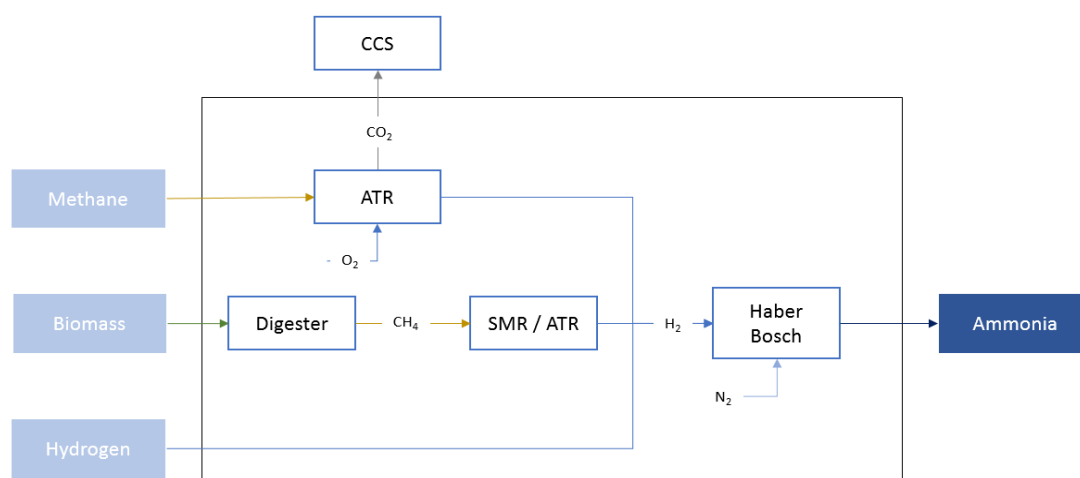 CCS
CO₂
Methane
ATR
O₂
Biomass
Digester
CH₄
SMR / ATR
H₂
Haber
Bosch
Ammonia
N₂
Hydrogen